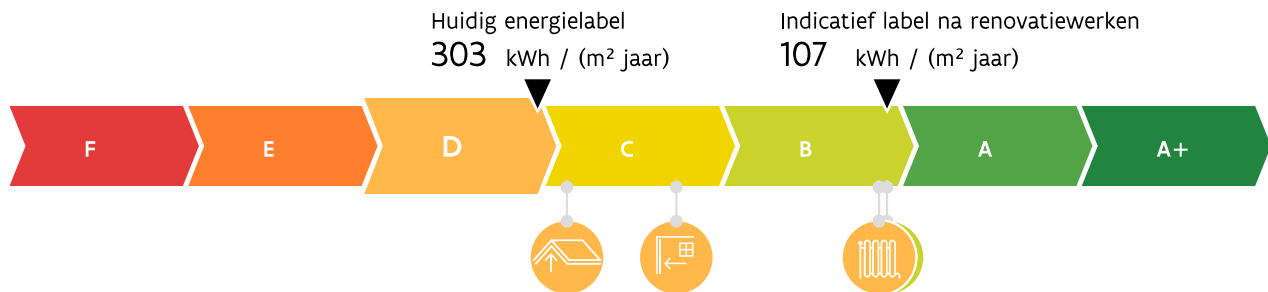 Huidig energielabel
303 kWh / (m² jaar)
Indicatief label na renovatiewerken
107 kWh / (m² jaar)
F E D C B A A+